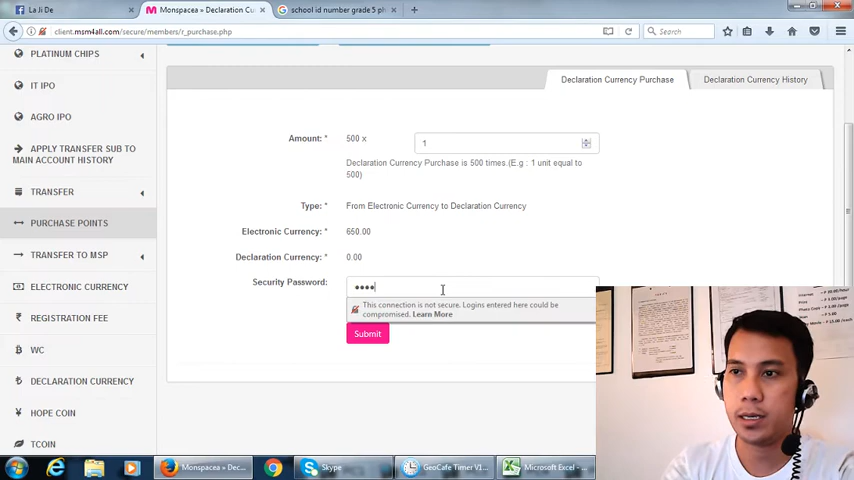 La Ji De
Monspacea » Declaration Cu
school id number grade 5 ph
client.msm4all.com/secure/members/r_purchase.php
Search
PLATINUM CHIPS
IT IPO
AGRO IPO
APPLY TRANSFER SUB TO
MAIN ACCOUNT HISTORY
TRANSFER
PURCHASE POINTS
TRANSFER TO MSP
ELECTRONIC CURRENCY
REGISTRATION FEE
WC
DECLARATION CURRENCY
HOPE COIN
TCOIN
Declaration Currency Purchase
Declaration Currency History
Amount: * 500 x 1
Declaration Currency Purchase is 500 times.(E.g : 1 unit equal to
500)
Type: * From Electronic Currency to Declaration Currency
Electronic Currency: * 650.00
Declaration Currency: * 0.00
Security Password: ••••
This connection is not secure. Logins entered here could be
compromised. Learn More
Submit
Monspacea » Dec...
Skype
GeoCafe Timer V1...
Microsoft Excel - ...